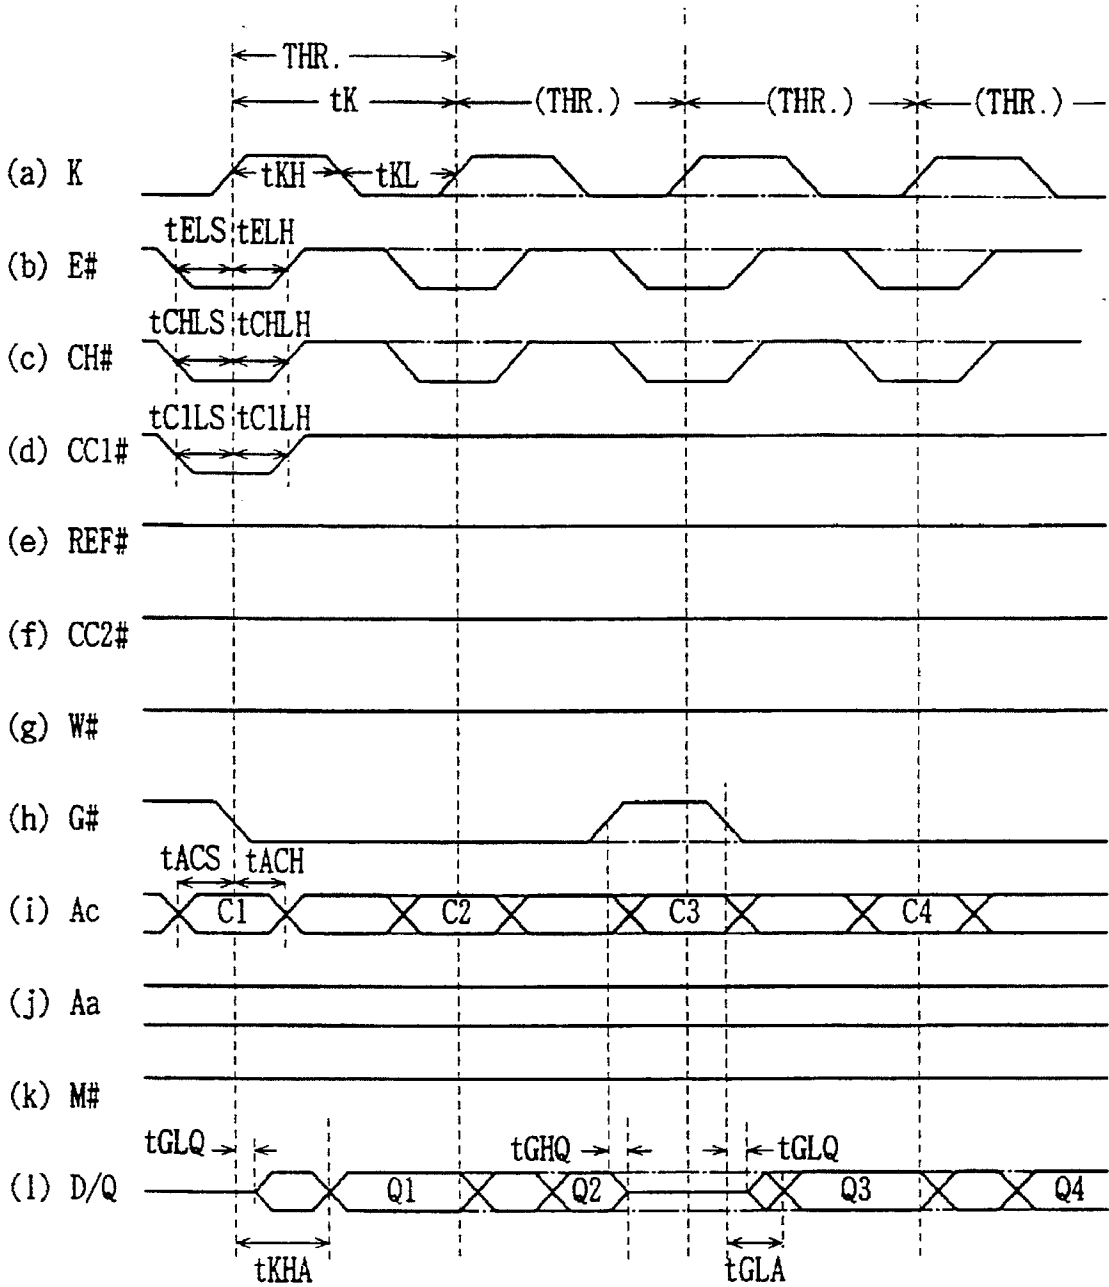 THR.
tK (THR.) (THR.) (THR.)
(a) K tKH tKL
tELS tELH
(b) E#
tCHLS tCHLH
(c) CH#
tC1LS tC1LH
(d) CC1#
(e) REF#
(f) CC2#
(g) W#
(h) G#
tACS tACH
(i) Ac C1 C2 C3 C4
(j) Aa
(k) M#
tGLQ tGHQ tGLQ
(l) D/Q Q1 Q2 Q3 Q4
tKHA tGLA